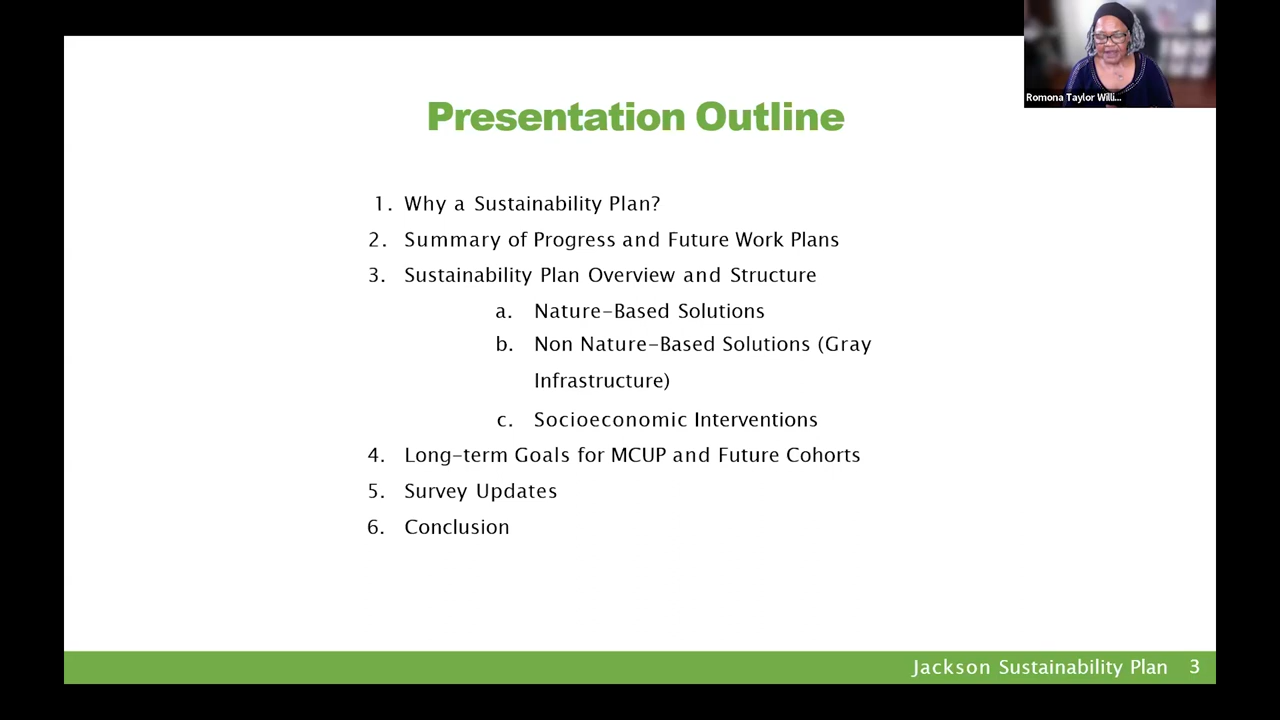 Romona Taylor Willi...
Presentation Outline
1. Why a Sustainability Plan?
2. Summary of Progress and Future Work Plans
3. Sustainability Plan Overview and Structure
a. Nature-Based Solutions
b. Non Nature-Based Solutions (Gray
Infrastructure)
c. Socioeconomic Interventions
4. Long-term Goals for MCUP and Future Cohorts
5. Survey Updates
6. Conclusion
Jackson Sustainability Plan 3